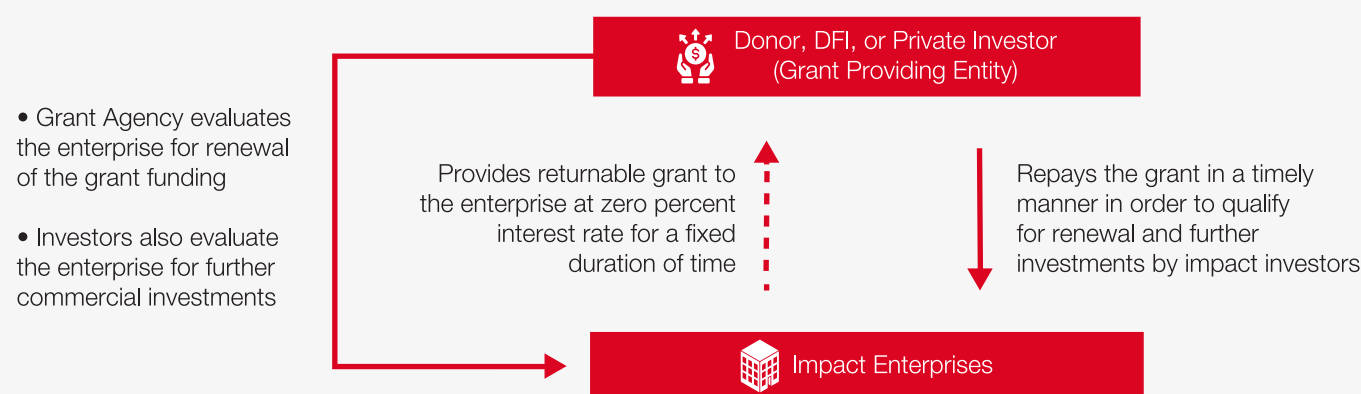 Donor, DFI, or Private Investor
(Grant Providing Entity)
• Grant Agency evaluates
the enterprise for renewal
of the grant funding
• Investors also evaluate
the enterprise for further
commercial investments
Provides returnable grant to
the enterprise at zero percent
interest rate for a fixed
duration of time
Repays the grant in a timely
manner in order to qualify
for renewal and further
investments by impact investors
Impact Enterprises